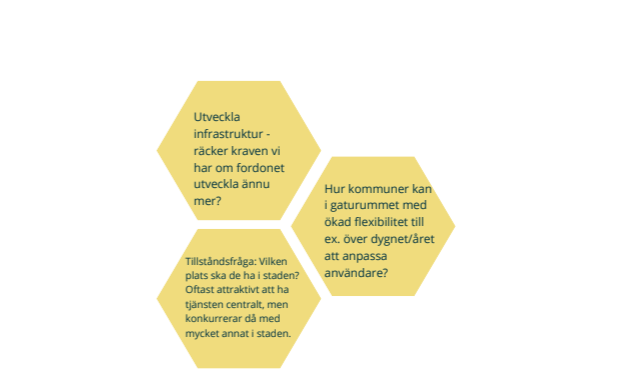 Utveckla
infrastruktur -
räcker kraven vi
har om fordonet
utveckla ännu
mer?
Hur kommuner kan
i gaturummet med
ökad flexibilitet till
ex. över dygnet/året
att anpassa
användare?
Tillståndsfråga: Vilken
plats ska de ha i staden?
Oftast attraktivt att ha
tjänsten centralt, men
konkurrerar då med
mycket annat i staden.